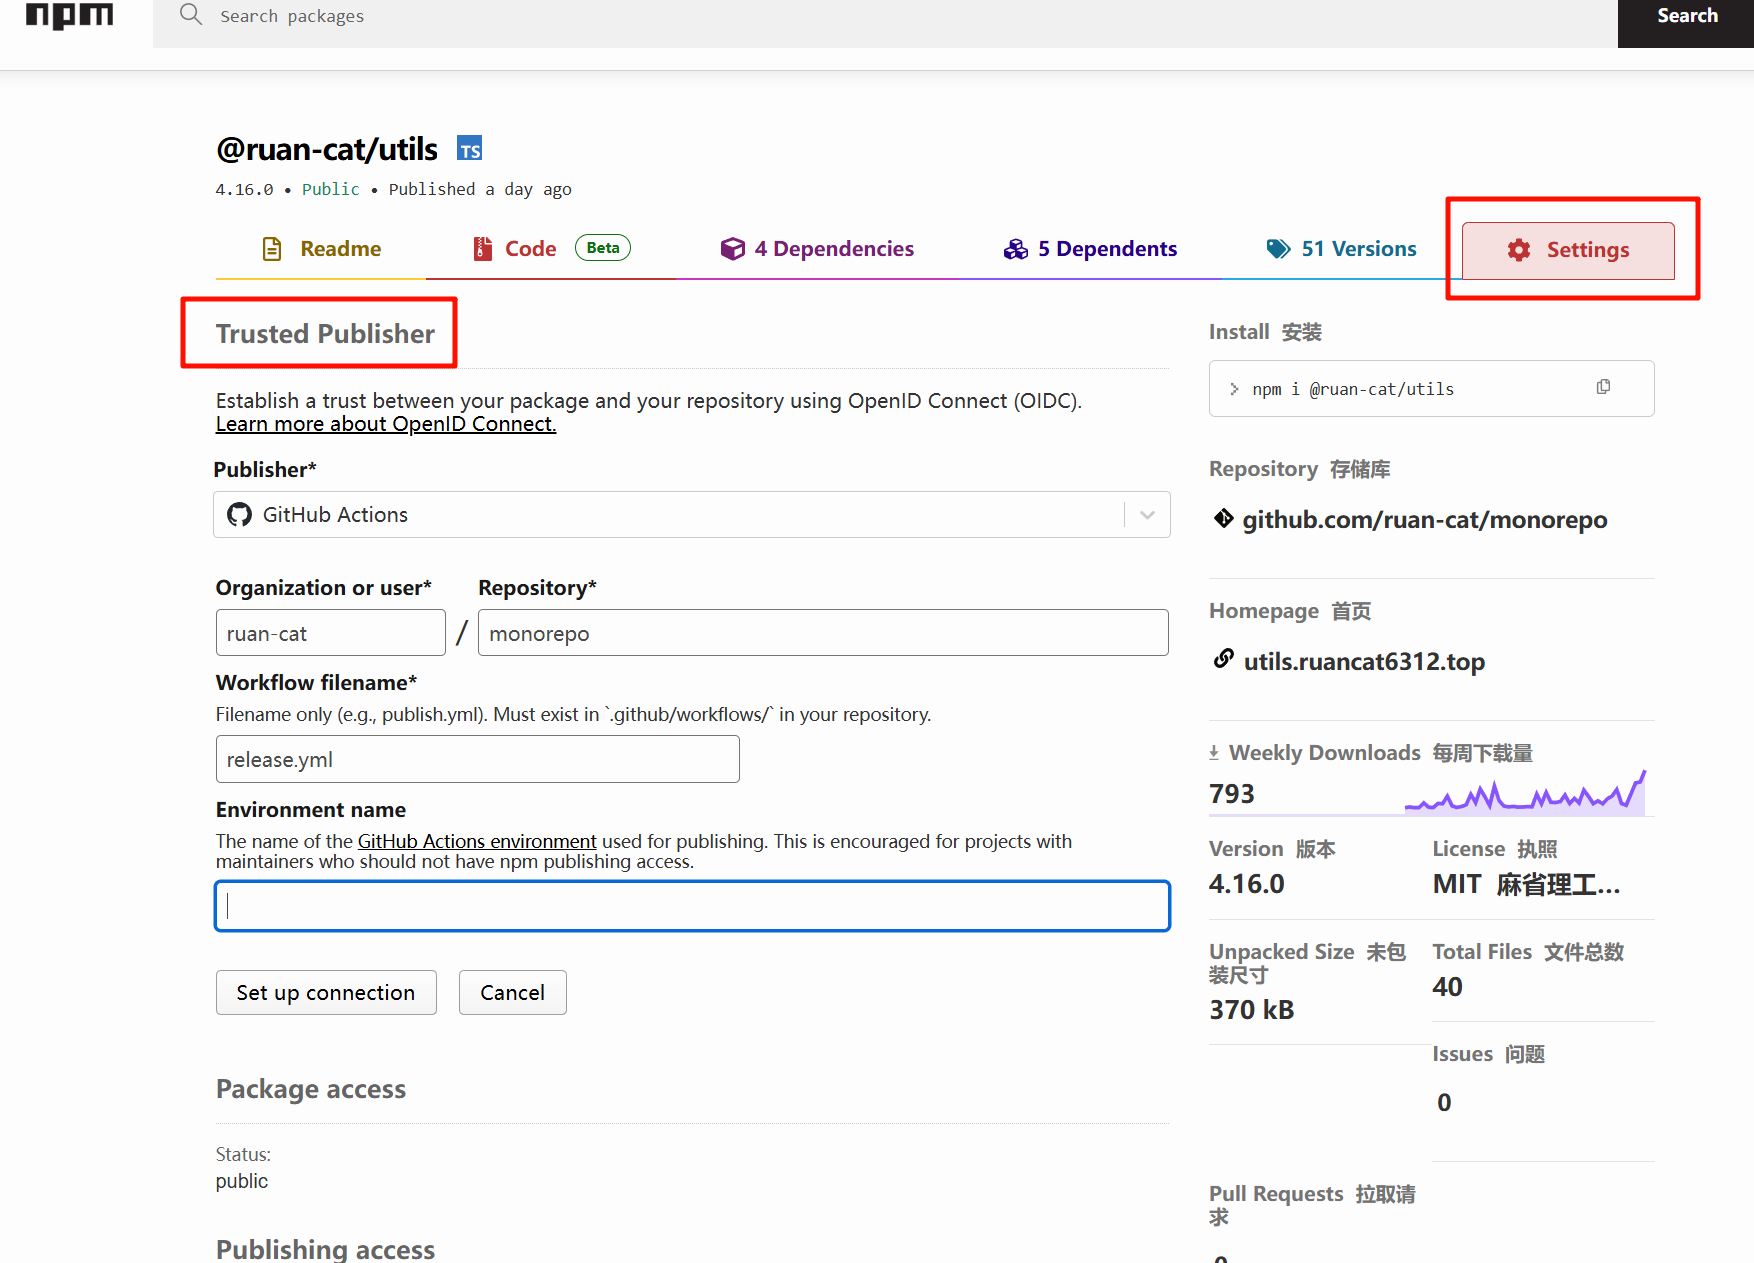 npm
Search packages
Search
@ruan-cat/utils TS
4.16.0 • Public • Published a day ago
Readme
Code Beta
4 Dependencies
5 Dependents
51 Versions
Settings
Trusted Publisher
Establish a trust between your package and your repository using OpenID Connect (OIDC).
Learn more about OpenID Connect.
Publisher*
GitHub Actions
Organization or user* Repository*
ruan-cat / monorepo
Workflow filename*
Filename only (e.g., publish.yml). Must exist in `.github/workflows/` in your repository.
release.yml
Environment name
The name of the GitHub Actions environment used for publishing. This is encouraged for projects with
maintainers who should not have npm publishing access.
Set up connection Cancel
Package access
Status:
public
Publishing access
Install 安装
npm i @ruan-cat/utils
Repository 存储库
github.com/ruan-cat/monorepo
Homepage 首页
utils.ruancat6312.top
Weekly Downloads 每周下载量
793
Version 版本
4.16.0
License 执照
MIT 麻省理工...
Unpacked Size 未包
装尺寸
370 kB
Total Files 文件总数
40
Issues 问题
0
Pull Requests 拉取请
求
0